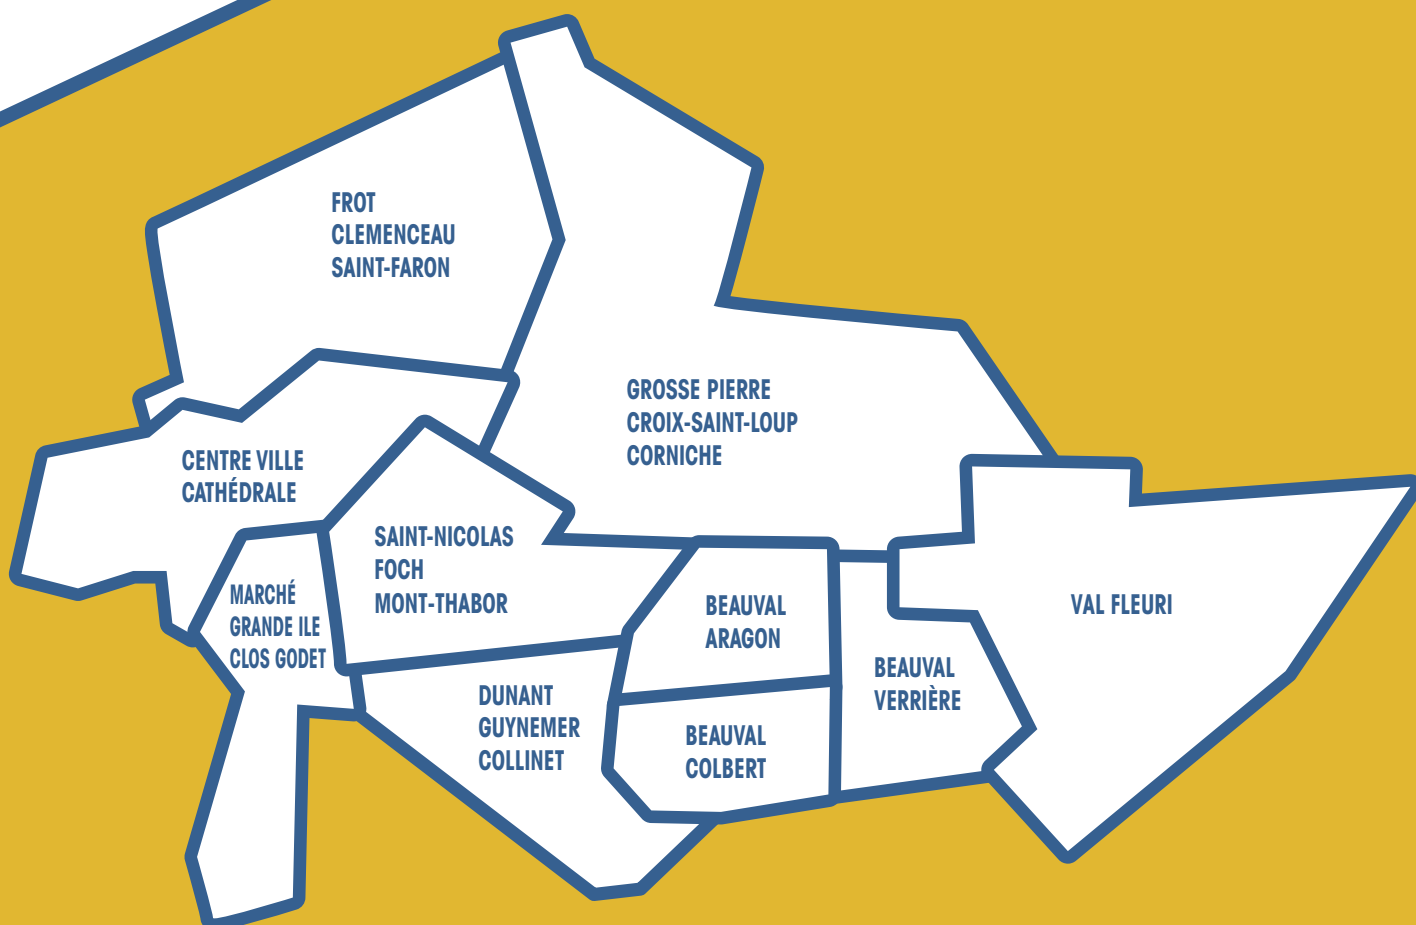 FROT
CLEMENCEAU
SAINT-FARON
GROSSE PIERRE
CROIX-SAINT-LOUP
CORNICHE
CENTRE VILLE
CATHÉDRALE
SAINT-NICOLAS
FOCH
MONT-THABOR
MARCHÉ
GRANDE ILE
CLOS GODET
BEAUVAL
ARAGON
VAL FLEURI
BEAUVAL
VERRIÈRE
DUNANT
GUYNEMER
COLLINET
BEAUVAL
COLBERT